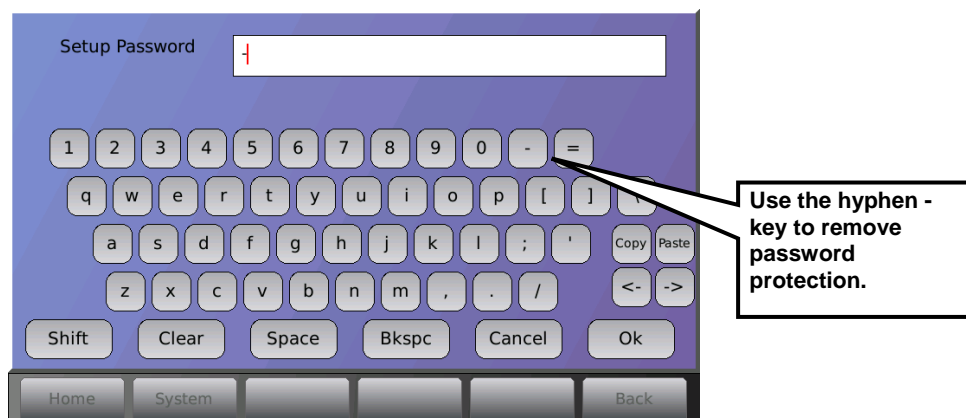 Setup Password
-
1 2 3 4 5 6 7 8 9 0 - =
q w e r t y u i o p [ ] \
a s d f g h j k l ; ' Copy Paste
z x c v b n m , . / <- ->
Shift Clear Space Bkspc Cancel Ok
Home System Back
Use the hyphen -
key to remove
password
protection.